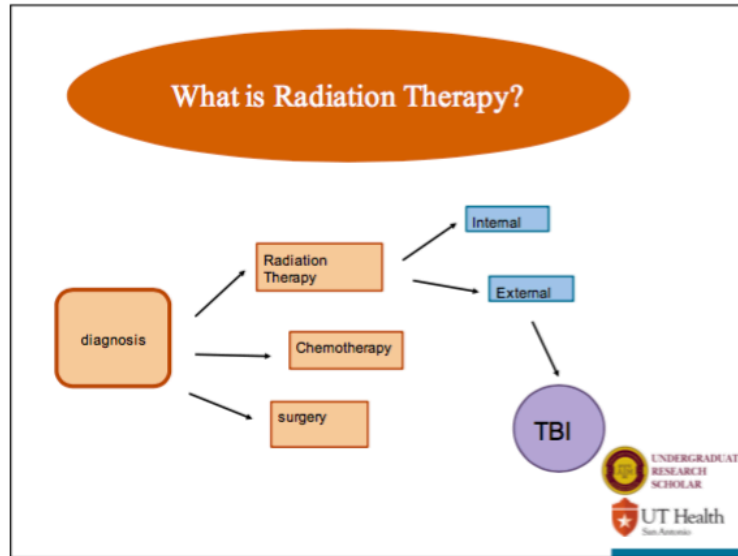 What is Radiation Therapy?
Internal
Radiation
Therapy
External
diagnosis
Chemotherapy
surgery
TBI
UNDERGRADUAT
RESEARCH
SCHOLAR
UT Health
San Antonio